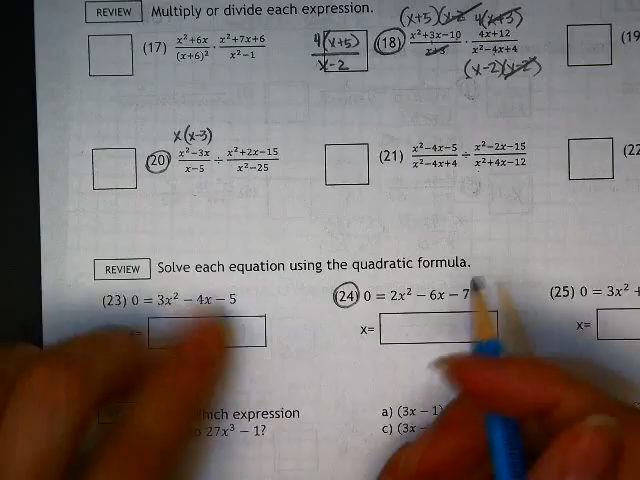 REVIEW Multiply or divide each expression.
(x+5)(x-2) 4(x+3)
(17) x²+6x/(x+6)² · x²+7x+6/x²-1
4(x+5)/x-2
(18) x²+3x-10/x+3 · 4x+12/x²-4x+4
(x-2)(x-2)
(19)
x(x-3)
(20) x²-3x/x-5 ÷ x²+2x-15/x²-25
(21) x²-4x-5/x²-4x+4 ÷ x²-2x-15/x²+4x-12
(22
REVIEW Solve each equation using the quadratic formula.
(23) 0 = 3x² - 4x - 5
(24) 0 = 2x² - 6x - 7
(25) 0 = 3x² +
x=
x=
hich expression
27x³ - 1?
a) (3x - 1)
c) (3x -